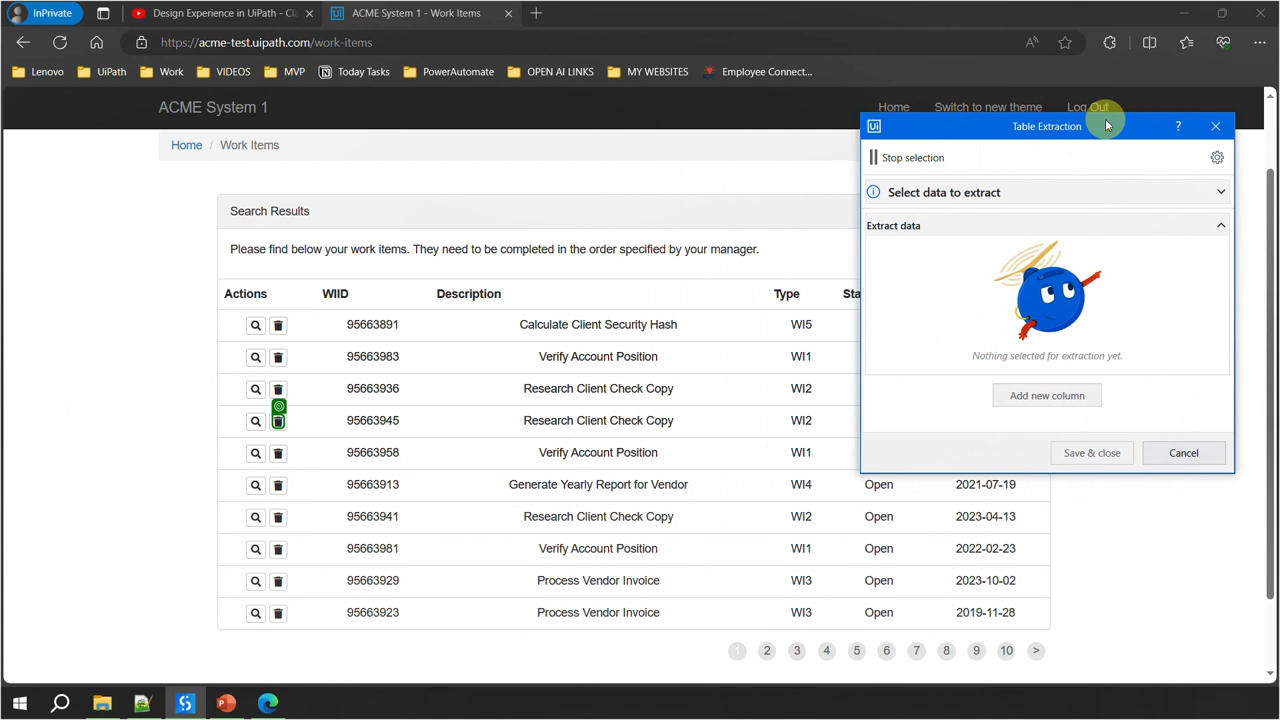 InPrivate
Design Experience in UiPath - Cla
ACME System 1 - Work Items
https://acme-test.uipath.com/work-items
Lenovo
UiPath
Work
VIDEOS
MVP
Today Tasks
PowerAutomate
OPEN AI LINKS
MY WEBSITES
Employee Connect...
ACME System 1
Home Switch to new theme Log Out
Home / Work Items
Ui Table Extraction ?
Stop selection
Select data to extract
Extract data
Nothing selected for extraction yet.
Add new column
Save & close Cancel
Search Results
Please find below your work items. They need to be completed in the order specified by your manager.
Actions WIID Description Type Sta
95663891 Calculate Client Security Hash WI5
95663983 Verify Account Position WI1
95663936 Research Client Check Copy WI2
95663945 Research Client Check Copy WI2
95663958 Verify Account Position WI1
95663913 Generate Yearly Report for Vendor WI4 Open 2021-07-19
95663941 Research Client Check Copy WI2 Open 2023-04-13
95663981 Verify Account Position WI1 Open 2022-02-23
95663929 Process Vendor Invoice WI3 Open 2023-10-02
95663923 Process Vendor Invoice WI3 Open 2019-11-28
1 2 3 4 5 6 7 8 9 10 >